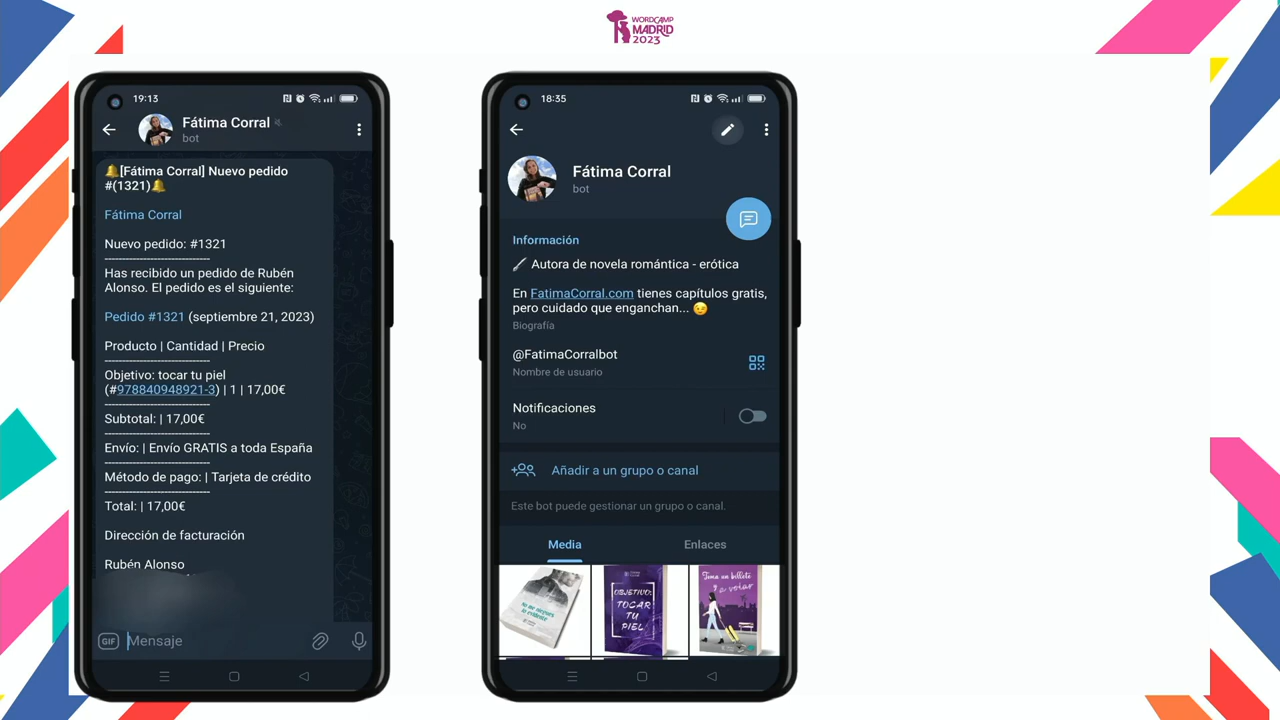 WORDCAMP
MADRID
2023
19:13
Fátima Corral
bot
🔔[Fátima Corral] Nuevo pedido
#(1321)🔔
Fátima Corral
Nuevo pedido: #1321
------------------------------
Has recibido un pedido de Rubén
Alonso. El pedido es el siguiente:
Pedido #1321 (septiembre 21, 2023)
Producto | Cantidad | Precio
------------------------------
Objetivo: tocar tu piel
(#978840948921-3) | 1 | 17,00€
------------------------------
Subtotal: | 17,00€
------------------------------
Envío: | Envío GRATIS a toda España
------------------------------
Método de pago: | Tarjeta de crédito
------------------------------
Total: | 17,00€
Dirección de facturación
Rubén Alonso
GIF
Mensaje
18:35
Fátima Corral
bot
Información
🖋 Autora de novela romántica - erótica
En FatimaCorral.com tienes capítulos gratis,
pero cuidado que enganchan... 😉
Biografía
@FatimaCorralbot
Nombre de usuario
Notificaciones
No
Añadir a un grupo o canal
Este bot puede gestionar un grupo o canal.
Media
Enlaces
No me niegues
la evidente
OBJETIVO:
TOCAR
TU
PIEL
Toma un billete
y a volar